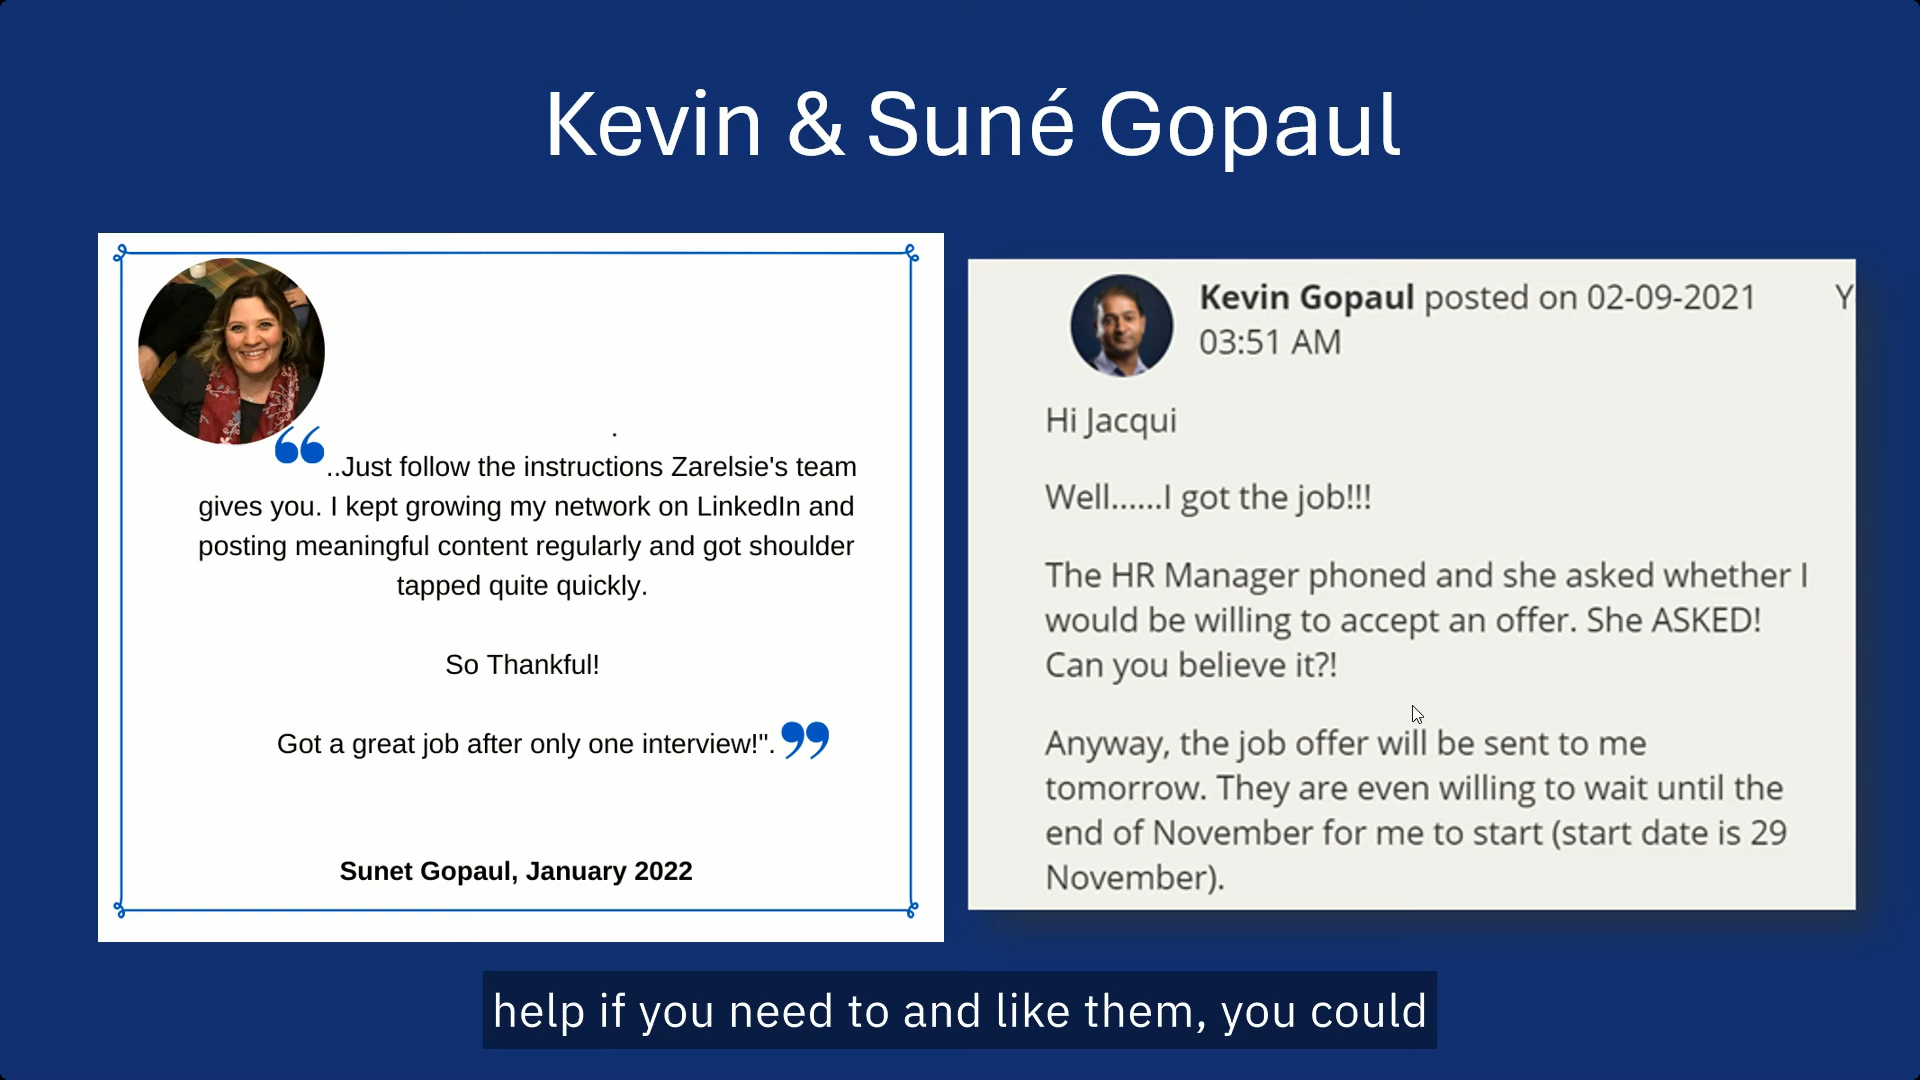 Kevin & Suné Gopaul
.
..Just follow the instructions Zarelsie's team
gives you. I kept growing my network on LinkedIn and
posting meaningful content regularly and got shoulder
tapped quite quickly.
So Thankful!
Got a great job after only one interview!".
Sunet Gopaul, January 2022
Kevin Gopaul posted on 02-09-2021
03:51 AM
Hi Jacqui
Well......I got the job!!!
The HR Manager phoned and she asked whether I
would be willing to accept an offer. She ASKED!
Can you believe it?!
Anyway, the job offer will be sent to me
tomorrow. They are even willing to wait until the
end of November for me to start (start date is 29
November).
help if you need to and like them, you could